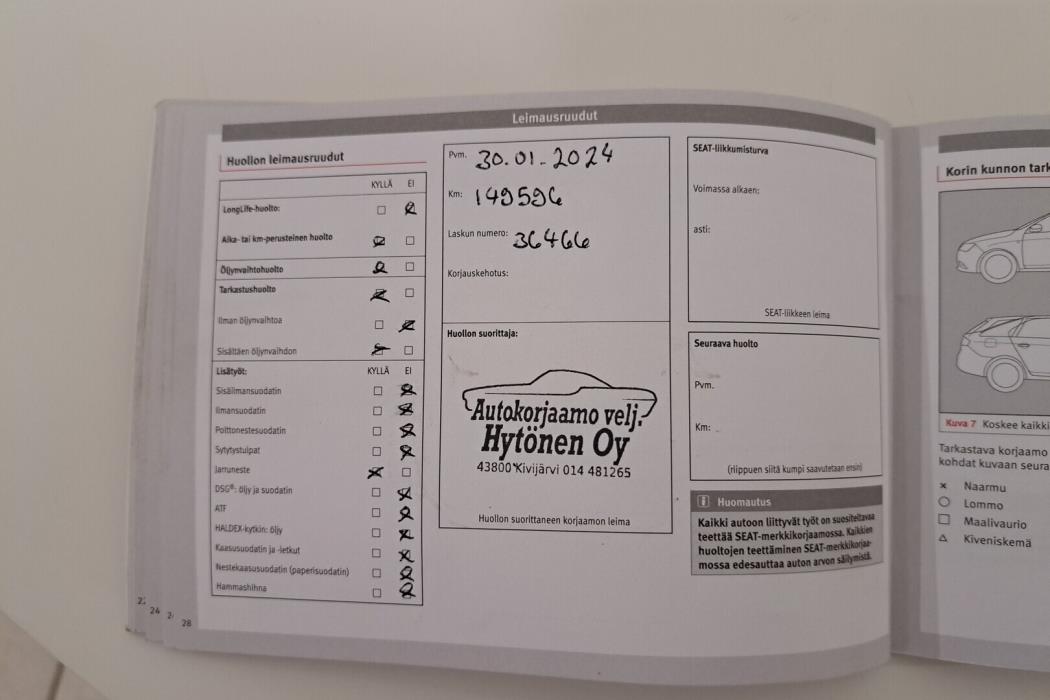 Leimausruudut
Huollon leimausruudut
KYLLÄ EI
LongLife-huolto:
Aika- tai km-perusteinen huolto
Öljynvaihtohuolto
Tarkastushuolto
Ilman öljynvaihtoa
Sisältäen öljynvaihdon
Lisätyöt: KYLLÄ EI
Sisäilmansuodatin
Ilmansuodatin
Polttonestesuodatin
Sytytystulpat
Jarruneste
DSG®: öljy ja suodatin
ATF
HALDEX-kytkin: öljy
Kaasusuodatin ja -letkut
Nestekaasusuodatin (paperisuodatin)
Hammashihna
Pvm. 30.01-2024
Km: 149596
Laskun numero: 36466
Korjauskehotus:
Huollon suorittaja:
Autokorjaamo velj.
Hytönen Oy
43800 Kivijärvi 014 481265
Huollon suorittaneen korjaamon leima
SEAT-liikkumisturva
Voimassa alkaen:
asti:
SEAT-liikkeen leima
Seuraava huolto
Pvm.
Km:
(riippuen siitä kumpi saavutetaan ensin)
Huomautus
Kaikki autoon liittyvät työt on suositeltavaa
teettää SEAT-merkkikorjaamossa. Kaikkien
huoltojen teettäminen SEAT-merkkikorjaa-
mossa edesauttaa auton arvon säilymistä.
24
28
Korin kunnon tark
Kuva 7 Koskee kaikki
Tarkastava korjaamo
kohdat kuvaan seura
× Naarmu
○ Lommo
□ Maalivaurio
△ Kiveniskemä